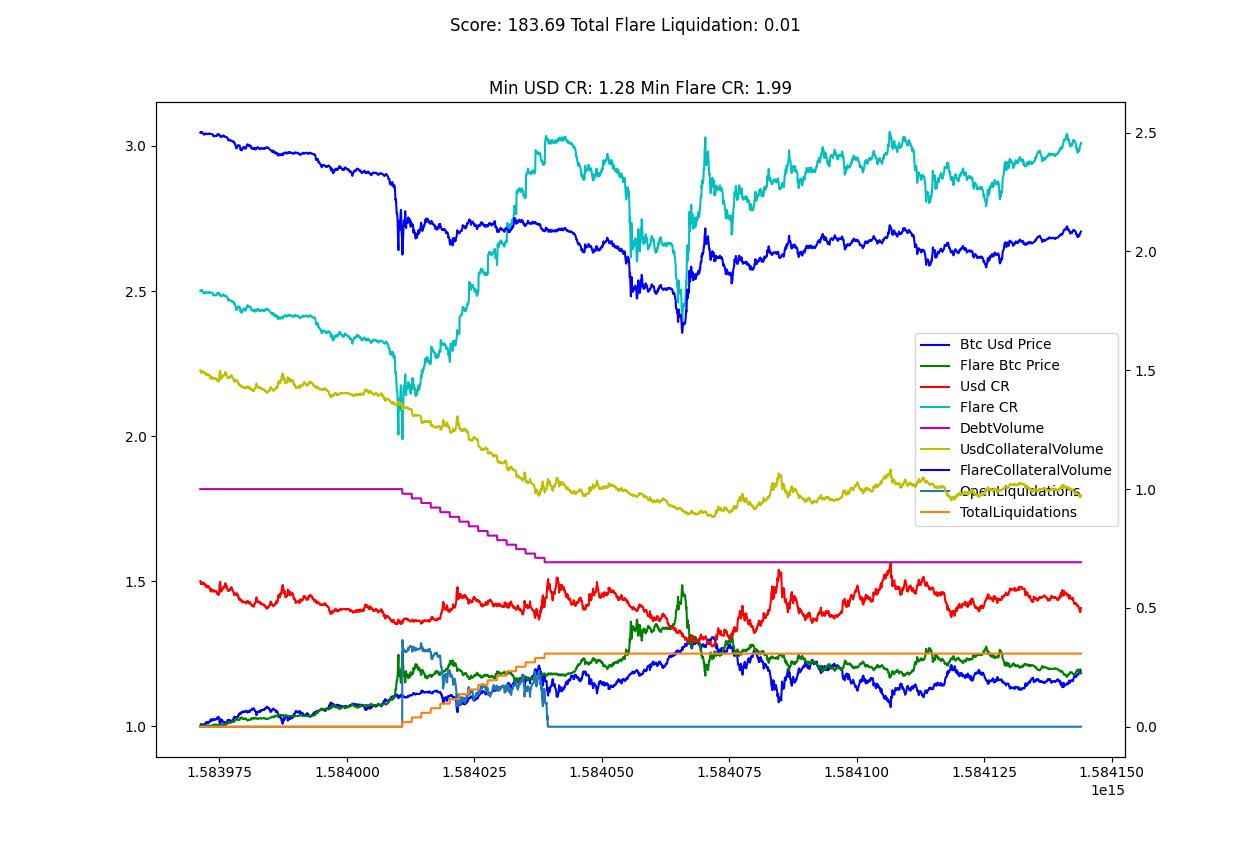 Score: 183.69 Total Flare Liquidation: 0.01
Min USD CR: 1.28 Min Flare CR: 1.99
3.0
2.5
2.0
1.5
1.0
2.5
2.0
1.5
1.0
0.5
0.0
Btc Usd Price
Flare Btc Price
Usd CR
Flare CR
DebtVolume
UsdCollateralVolume
FlareCollateralVolume
OpenLiquidations
TotalLiquidations
1.583975 1.584000 1.584025 1.584050 1.584075 1.584100 1.584125 1.584150
1e15